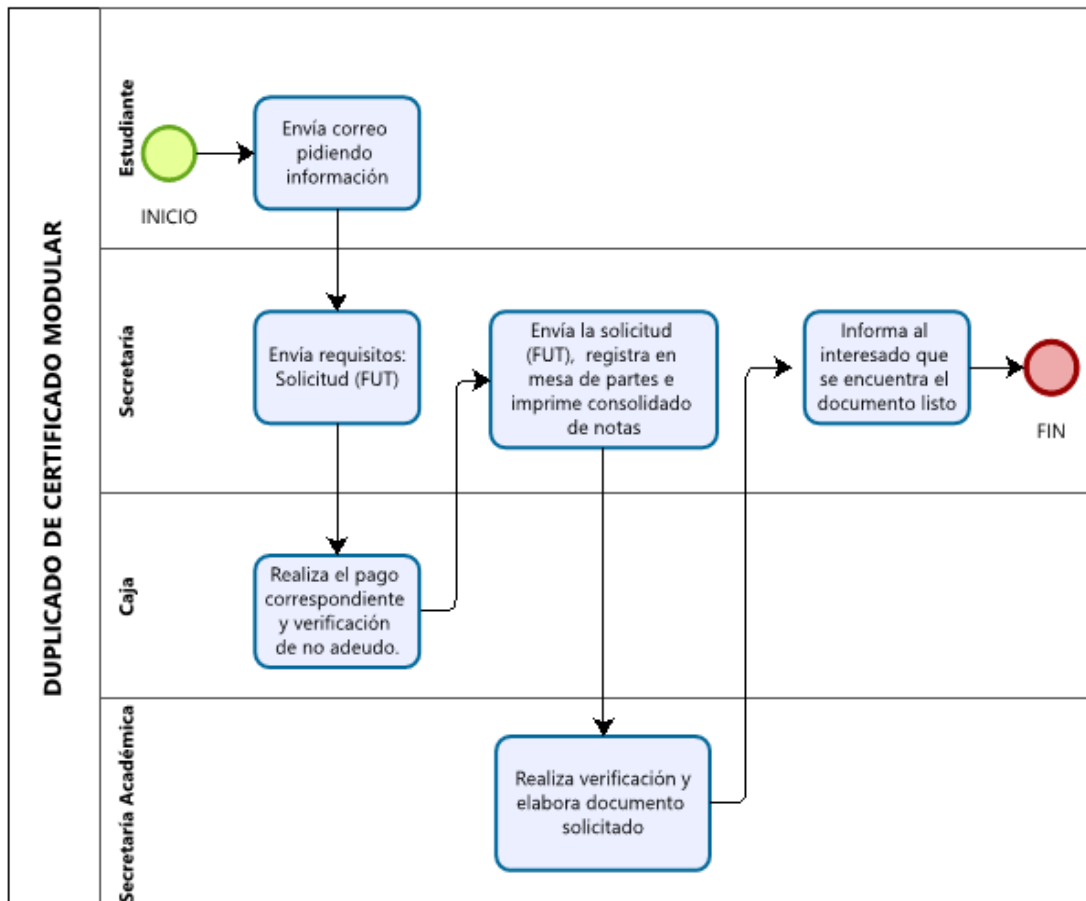 DUPLICADO DE CERTIFICADO MODULAR
Estudiante
INICIO
Envía correo
pidiendo
información
Secretaría
Envía requisitos:
Solicitud (FUT)
Envía la solicitud
(FUT), registra en
mesa de partes e
imprime consolidado
de notas
Informa al
interesado que
se encuentra el
documento listo
FIN
Caja
Realiza el pago
correspondiente
y verificación
de no adeudo.
Secretaría Académica
Realiza verificación y
elabora documento
solicitado